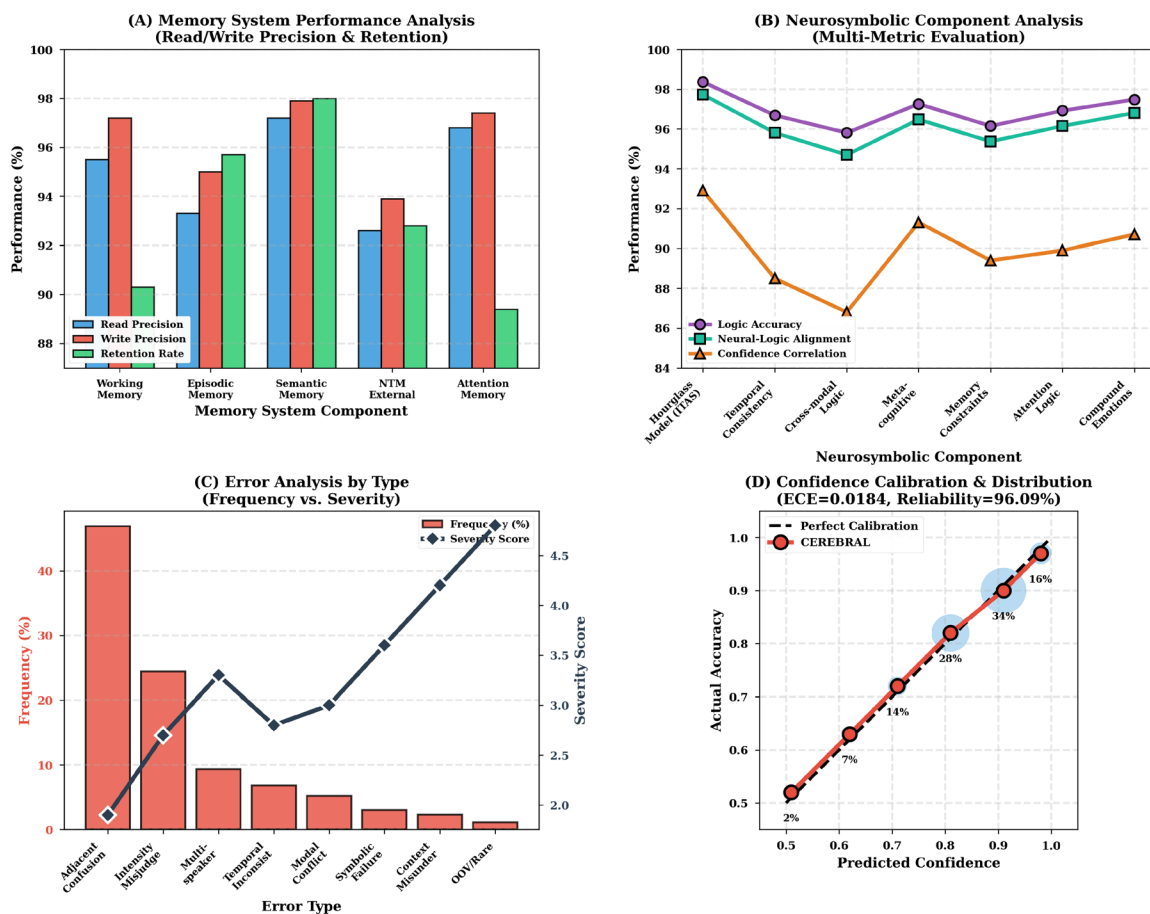 (A) Memory System Performance Analysis
(Read/Write Precision & Retention)
100
98
96
94
92
90
88
Performance (%)
Read Precision
Write Precision
Retention Rate
Working
Memory
Episodic
Memory
Semantic
Memory
NTM
External
Attention
Memory
Memory System Component
(B) Neurosymbolic Component Analysis
(Multi-Metric Evaluation)
100
98
96
94
92
90
88
86
84
Performance (%)
Logic Accuracy
Neural-Logic Alignment
Confidence Correlation
Hourglass
Model (ITAS)
Temporal
Consistency
Cross-modal
Logic
Meta-
cognitive
Memory
Constraints
Attention
Logic
Compound
Emotions
Neurosymbolic Component
(C) Error Analysis by Type
(Frequency vs. Severity)
40
30
20
10
0
Frequency (%)
Frequency (%)
Severity Score
4.5
4.0
3.5
3.0
2.5
2.0
Severity Score
Adjacent
Confusion
Intensity
Misjudge
Multi-
speaker
Temporal
Inconsist
Modal
Conflict
Symbolic
Failure
Context
Misunder
OOV/Rare
Error Type
(D) Confidence Calibration & Distribution
(ECE=0.0184, Reliability=96.09%)
1.0
0.9
0.8
0.7
0.6
0.5
Actual Accuracy
Perfect Calibration
CEREBRAL
16%
34%
28%
14%
7%
2%
0.5
0.6
0.7
0.8
0.9
1.0
Predicted Confidence